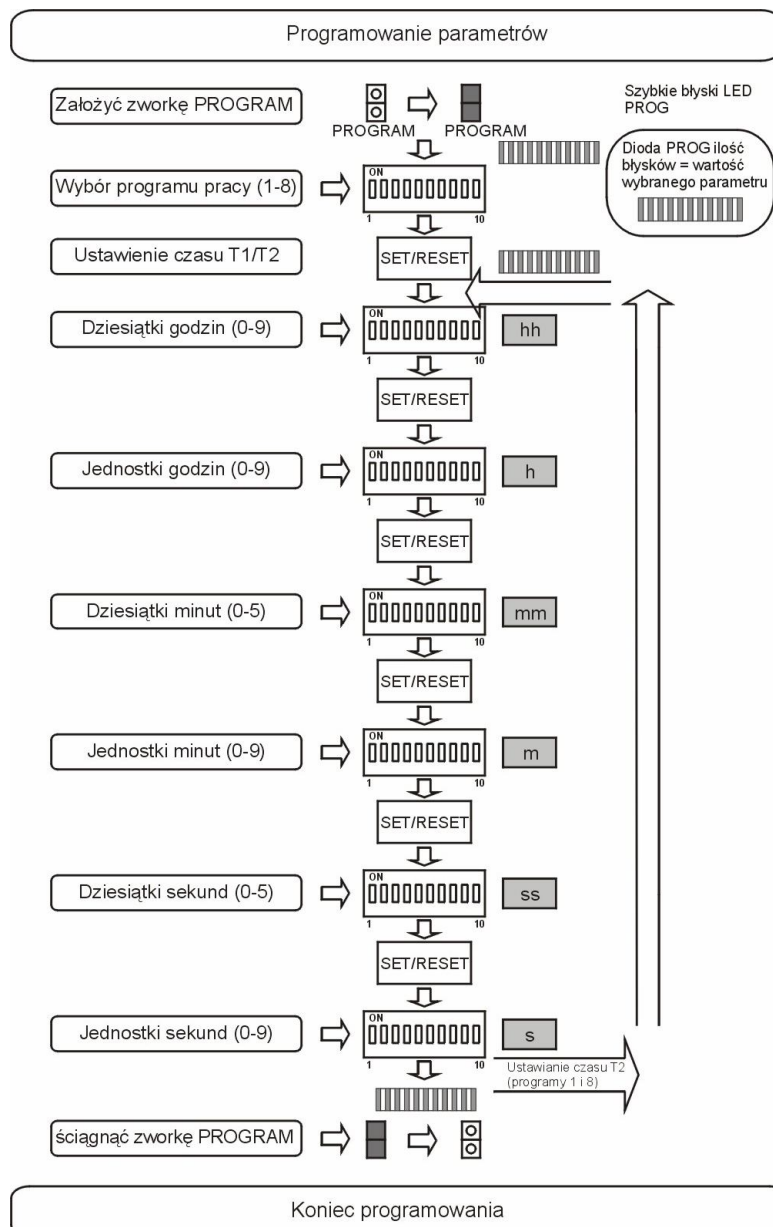 Programowanie parametrów
Założyć zworkę PROGRAM
PROGRAM
PROGRAM
Szybkie błyski LED
PROG
Dioda PROG ilość
błysków = wartość
wybranego parametru
Wybór programu pracy (1-8)
ON
1
10
Ustawienie czasu T1/T2
SET/RESET
Dziesiątki godzin (0-9)
ON
1
10
hh
SET/RESET
Jednostki godzin (0-9)
ON
1
10
h
SET/RESET
Dziesiątki minut (0-5)
ON
1
10
mm
SET/RESET
Jednostki minut (0-9)
ON
1
10
m
SET/RESET
Dziesiątki sekund (0-5)
ON
1
10
ss
SET/RESET
Jednostki sekund (0-9)
ON
1
10
s
Ustawianie czasu T2
(programy 1 i 8)
ściągnąć zworkę PROGRAM
Koniec programowania